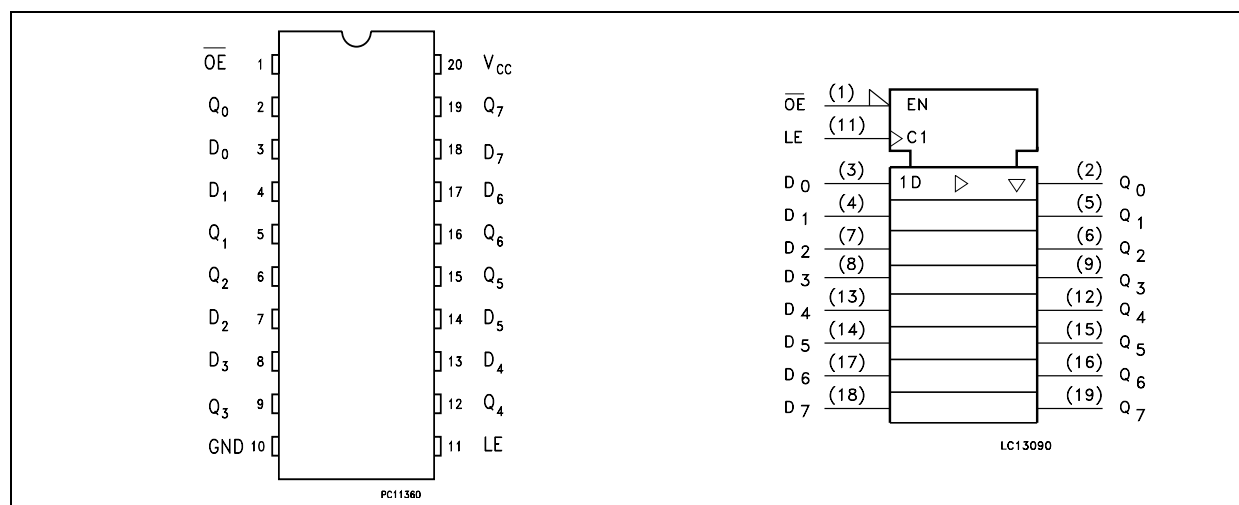 OE 1 20 VCC
Q0 2 19 Q7
D0 3 18 D7
D1 4 17 D6
Q1 5 16 Q6
Q2 6 15 Q5
D2 7 14 D5
D3 8 13 D4
Q3 9 12 Q4
GND 10 11 LE
PC11360
OE (1) EN
LE (11) C1
D0 (3) 1D (2) Q0
D1 (4) (5) Q1
D2 (7) (6) Q2
D3 (8) (9) Q3
D4 (13) (12) Q4
D5 (14) (15) Q5
D6 (17) (16) Q6
D7 (18) (19) Q7
LC13090